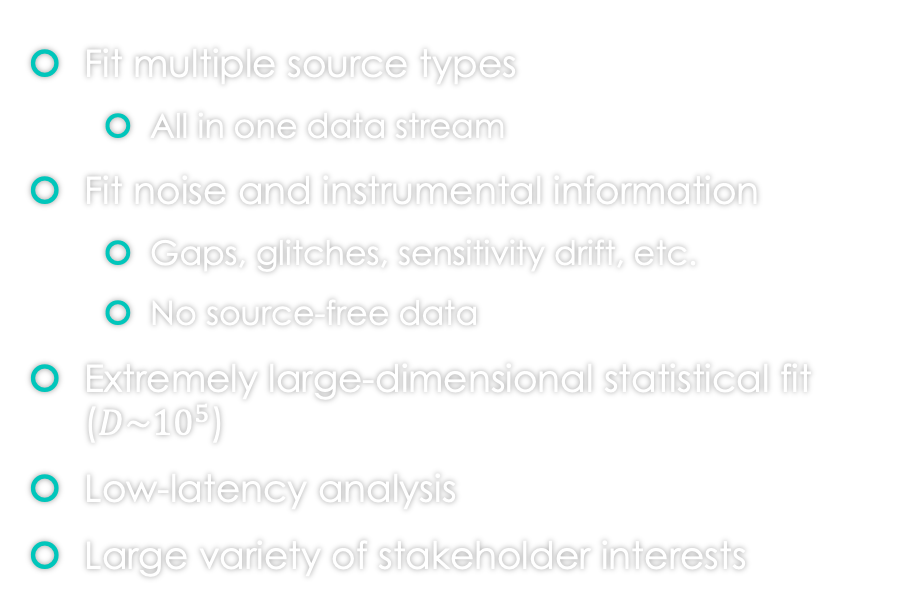 Fit multiple source types
All in one data stream
Fit noise and instrumental information
Gaps, glitches, sensitivity drift, etc.
No source-free data
Extremely large-dimensional statistical fit
(D~10⁵)
Low-latency analysis
Large variety of stakeholder interests